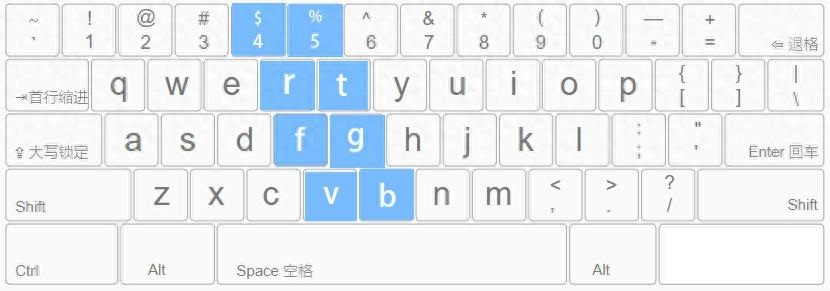 ~ ! @ # $ % ^ & * ( ) — +
` 1 2 3 4 5 6 7 8 9 0 - = ⇐ 退格
⇥首行缩进 q w e r t y u i o p { [ } ] | \
⇪ 大写锁定 a s d f g h j k l : ; " ' Enter 回车
Shift z x c v b n m < , > . ? / Shift
Ctrl Alt Space 空格 Alt